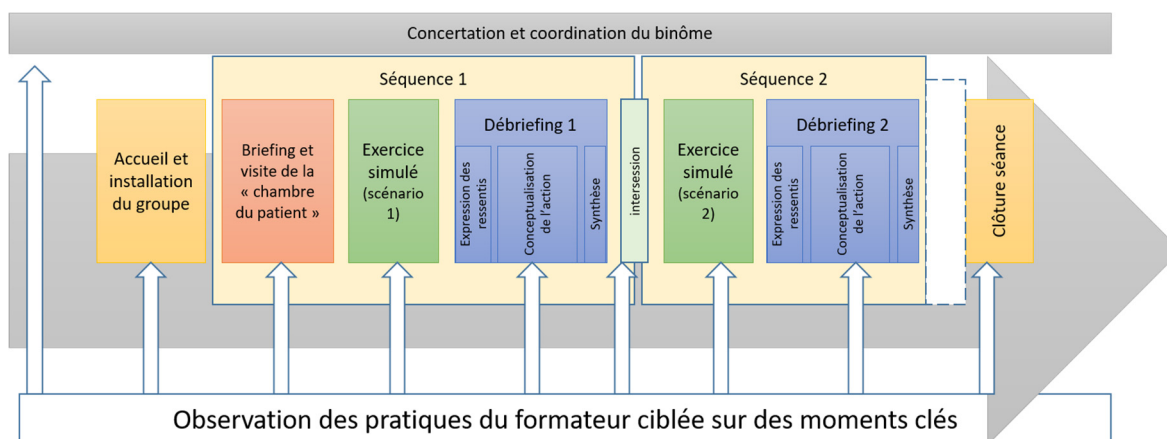 Concertation et coordination du binôme
Séquence 1
Séquence 2
Accueil et
installation
du groupe
Briefing et
visite de la
« chambre
du patient »
Exercice
simulé
(scénario
1)
Débriefing 1
Expression des
ressentis
Conceptualisation
de l'action
Synthèse
intersession
Exercice
simulé
(scénario
2)
Débriefing 2
Expression des
ressentis
Conceptualisation
de l'action
Synthèse
Clôture séance
Observation des pratiques du formateur ciblée sur des moments clés